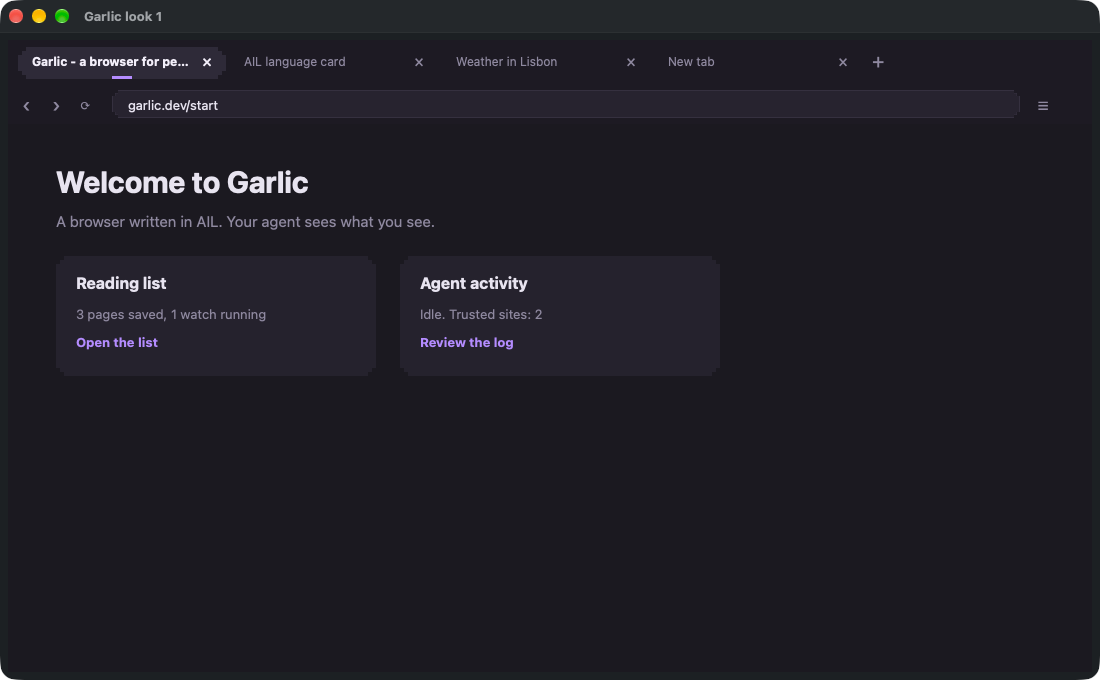 Garlic look 1
Garlic - a browser for pe...
AIL language card
Weather in Lisbon
New tab
garlic.dev/start
Welcome to Garlic
A browser written in AIL. Your agent sees what you see.
Reading list
3 pages saved, 1 watch running
Open the list
Agent activity
Idle. Trusted sites: 2
Review the log